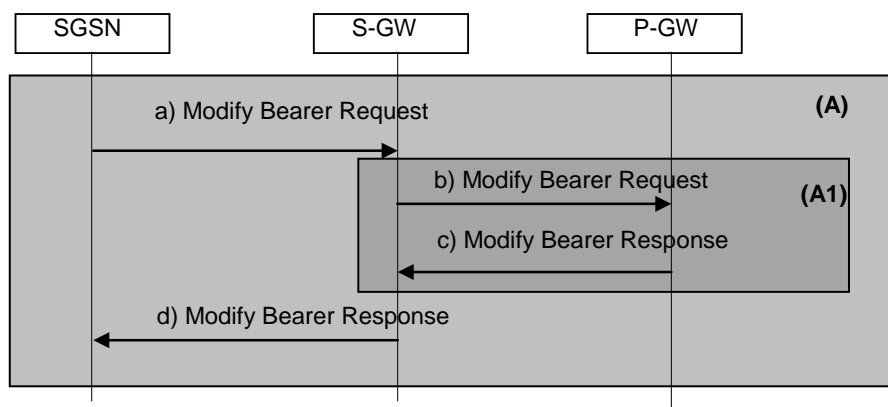 SGSN
S-GW
P-GW
(A)
a) Modify Bearer Request
b) Modify Bearer Request
(A1)
c) Modify Bearer Response
d) Modify Bearer Response